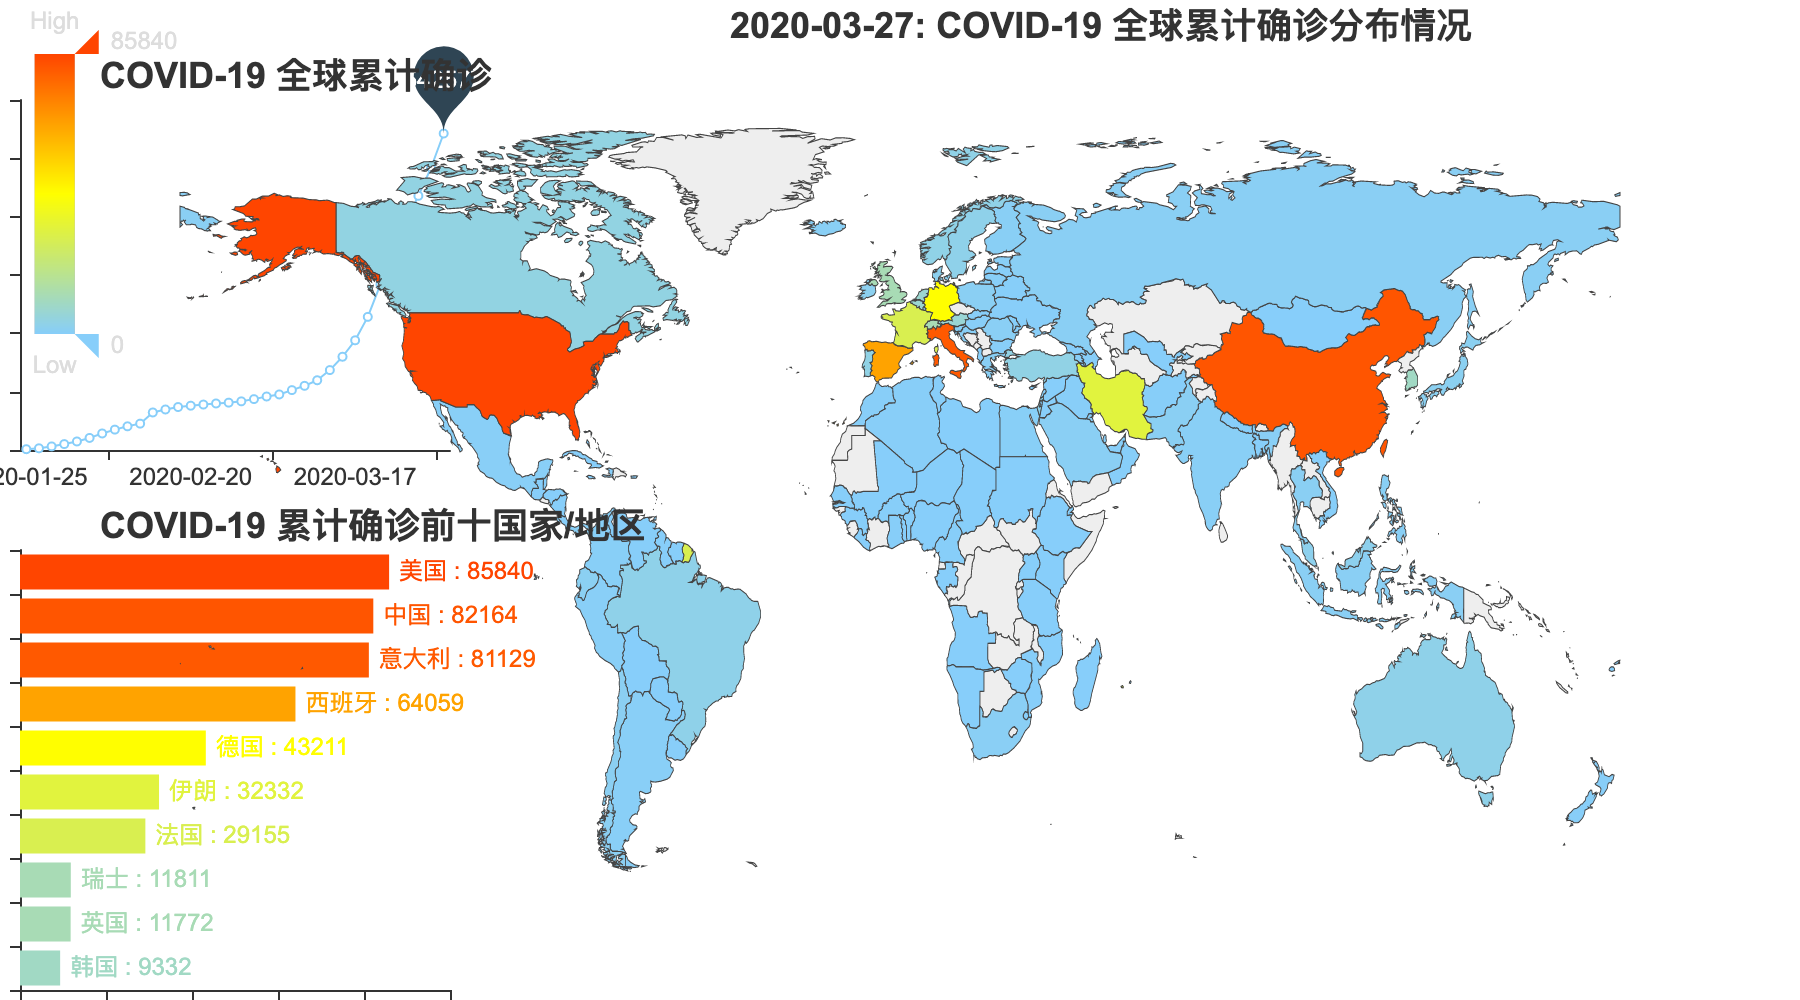 High
85840
2020-03-27: COVID-19 全球累计确诊分布情况
COVID-19 全球累计确诊
0
Low
20-01-25
2020-02-20
2020-03-17
COVID-19 累计确诊前十国家/地区
美国 : 85840
中国 : 82164
意大利 : 81129
西班牙 : 64059
德国 : 43211
伊朗 : 32332
法国 : 29155
瑞士 : 11811
英国 : 11772
韩国 : 9332